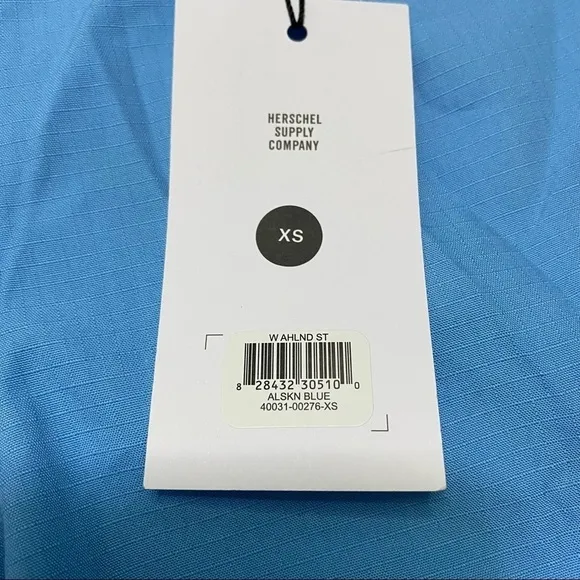 HERSCHEL
SUPPLY
COMPANY
XS
W AHLND ST
8 28432 30510 0
ALSKN BLUE
40031-00276-XS